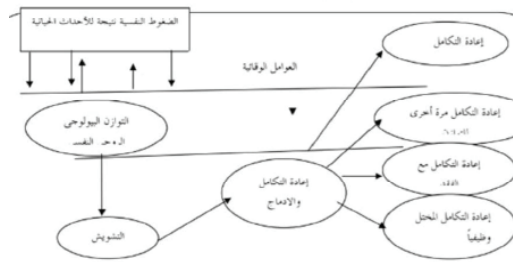 الضغوط النفسية نتيجة للأحداث الحياتية
إعادة التكامل
العوامل الوقائية
إعادة التكامل مرة أخرى
التوازن البيولوجى
إعادة التكامل مع
إعادة التكامل
والاندماج
إعادة التكامل المختل
وظيفياً
التشويش